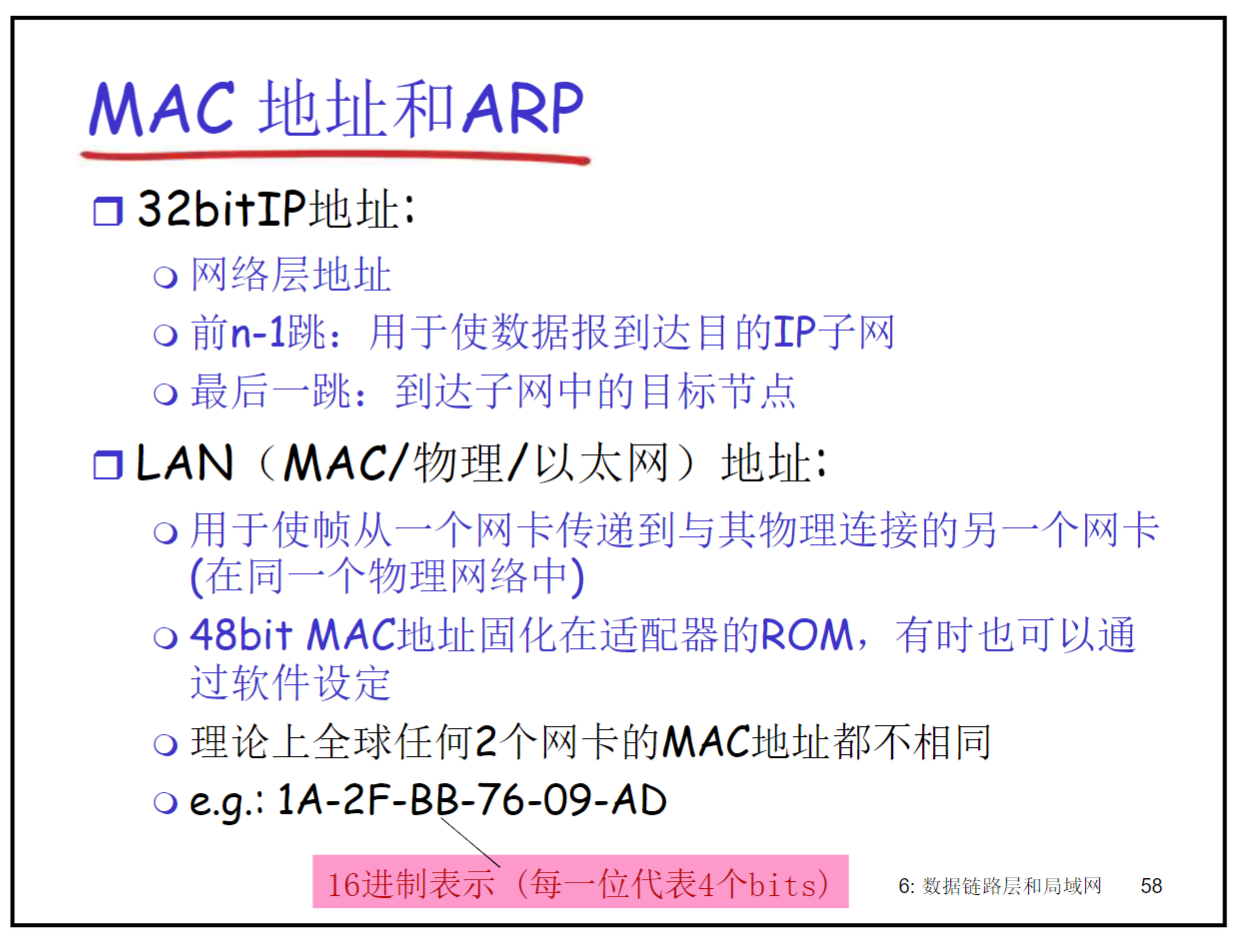 MAC 地址和ARP
32bitIP地址:
网络层地址
前n-1跳：用于使数据报到达目的IP子网
最后一跳：到达子网中的目标节点
LAN（MAC/物理/以太网）地址:
用于使帧从一个网卡传递到与其物理连接的另一个网卡
(在同一个物理网络中)
48bit MAC地址固化在适配器的ROM，有时也可以通
过软件设定
理论上全球任何2个网卡的MAC地址都不相同
e.g.: 1A-2F-BB-76-09-AD
16进制表示 (每一位代表4个bits)
6: 数据链路层和局域网 58